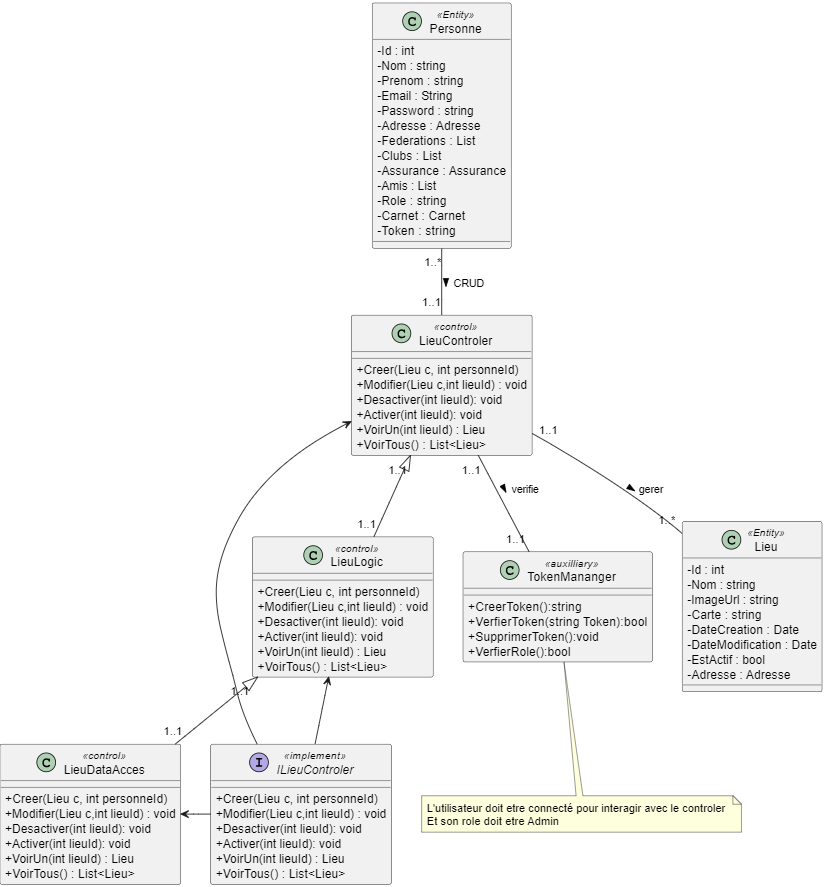 «Entity»
C
Personne
-Id : int
-Nom : string
-Prenom : string
-Email : String
-Password : string
-Adresse : Adresse
-Federations : List
-Clubs : List
-Assurance : Assurance
-Amis : List
-Role : string
-Carnet : Carnet
-Token : string
1..*
CRUD
1..1
«control»
C
LieuControler
+Creer(Lieu c, int personneId)
+Modifier(Lieu c,int lieuId) : void
+Desactiver(int lieuId): void
+Activer(int lieuId): void
+VoirUn(int lieuId) : Lieu
+VoirTous() : List<Lieu>
1..1
1..1
1..1
verifie
gerer
1..1
1..1
1..*
«control»
C
LieuLogic
+Creer(Lieu c, int personneId)
+Modifier(Lieu c,int lieuId) : void
+Desactiver(int lieuId): void
+Activer(int lieuId): void
+VoirUn(int lieuId) : Lieu
+VoirTous() : List<Lieu>
«auxilliary»
C
TokenMananger
+CreerToken():string
+VerfierToken(string Token):bool
+SupprimerToken():void
+VerfierRole():bool
«Entity»
C
Lieu
-Id : int
-Nom : string
-ImageUrl : string
-Carte : string
-DateCreation : Date
-DateModification : Date
-EstActif : bool
-Adresse : Adresse
1..1
1..1
«control»
C
LieuDataAcces
+Creer(Lieu c, int personneId)
+Modifier(Lieu c,int lieuId) : void
+Desactiver(int lieuId): void
+Activer(int lieuId): void
+VoirUn(int lieuId) : Lieu
+VoirTous() : List<Lieu>
«implement»
I
ILieuControler
+Creer(Lieu c, int personneId)
+Modifier(Lieu c,int lieuId) : void
+Desactiver(int lieuId): void
+Activer(int lieuId): void
+VoirUn(int lieuId) : Lieu
+VoirTous() : List<Lieu>
L'utilisateur doit etre connecté pour interagir avec le controler
Et son role doit etre Admin